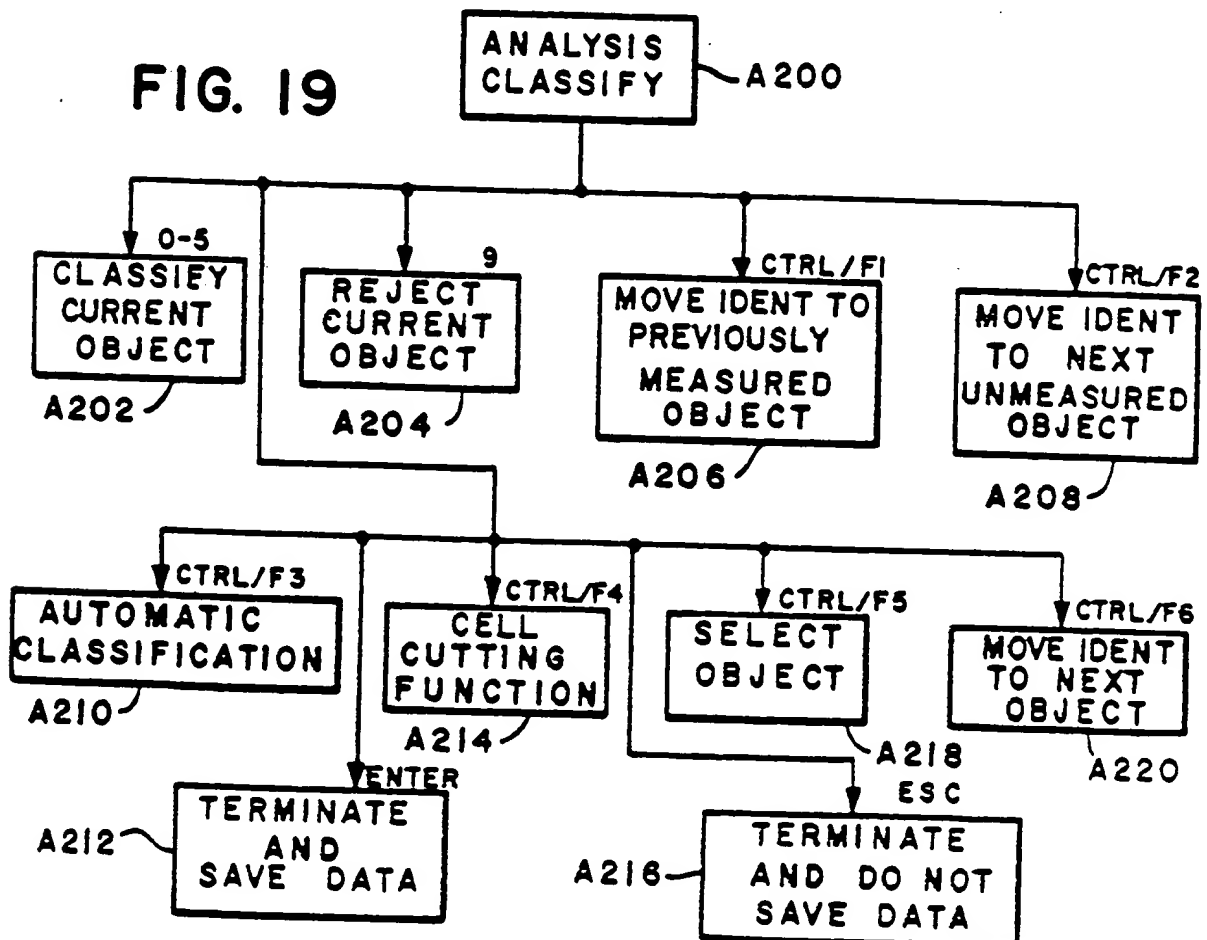 FIG. 19
ANALYSIS
CLASSIFY
A200
0-5
CLASSIFY
CURRENT
OBJECT
A202
9
REJECT
CURRENT
OBJECT
A204
CTRL/F1
MOVE IDENT TO
PREVIOUSLY
MEASURED
OBJECT
A206
CTRL/F2
MOVE IDENT
TO NEXT
UNMEASURED
OBJECT
A208
CTRL/F3
AUTOMATIC
CLASSIFICATION
A210
CTRL/F4
CELL
CUTTING
FUNCTION
A214
CTRL/F5
SELECT
OBJECT
A218
CTRL/F6
MOVE IDENT
TO NEXT
OBJECT
A220
ENTER
TERMINATE
AND
SAVE DATA
A212
ESC
TERMINATE
AND DO NOT
SAVE DATA
A216